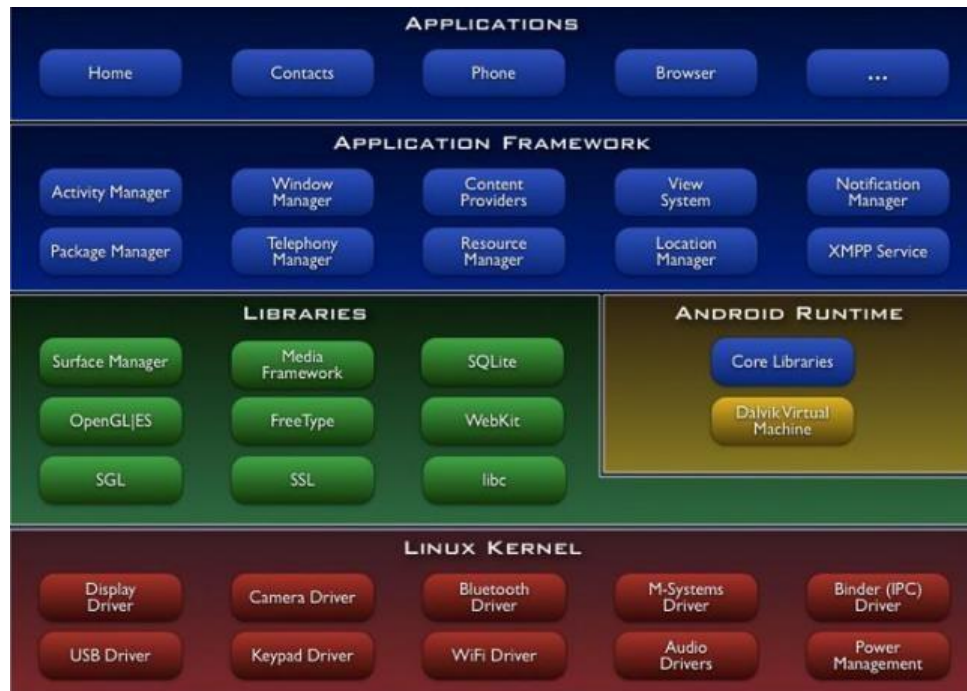 APPLICATIONS
Home
Contacts
Phone
Browser
...
APPLICATION FRAMEWORK
Activity Manager
Window
Manager
Content
Providers
View
System
Notification
Manager
Package Manager
Telephony
Manager
Resource
Manager
Location
Manager
XMPP Service
LIBRARIES
Surface Manager
Media
Framework
SQLite
OpenGL|ES
FreeType
WebKit
SGL
SSL
libc
ANDROID RUNTIME
Core Libraries
Dalvik Virtual
Machine
LINUX KERNEL
Display
Driver
Camera Driver
Bluetooth
Driver
M-Systems
Driver
Binder (IPC)
Driver
USB Driver
Keypad Driver
WiFi Driver
Audio
Drivers
Power
Management